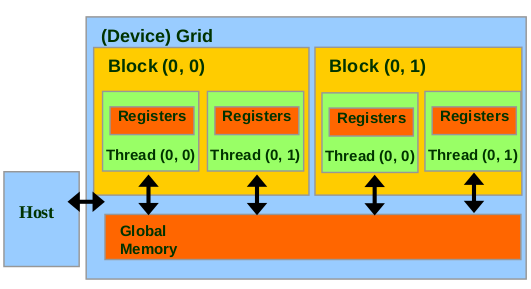 (Device) Grid
Block (0, 0)
Block (0, 1)
Registers
Registers
Registers
Registers
Thread (0, 0)
Thread (0, 1)
Thread (0, 0)
Thread (0, 1)
Host
Global
Memory